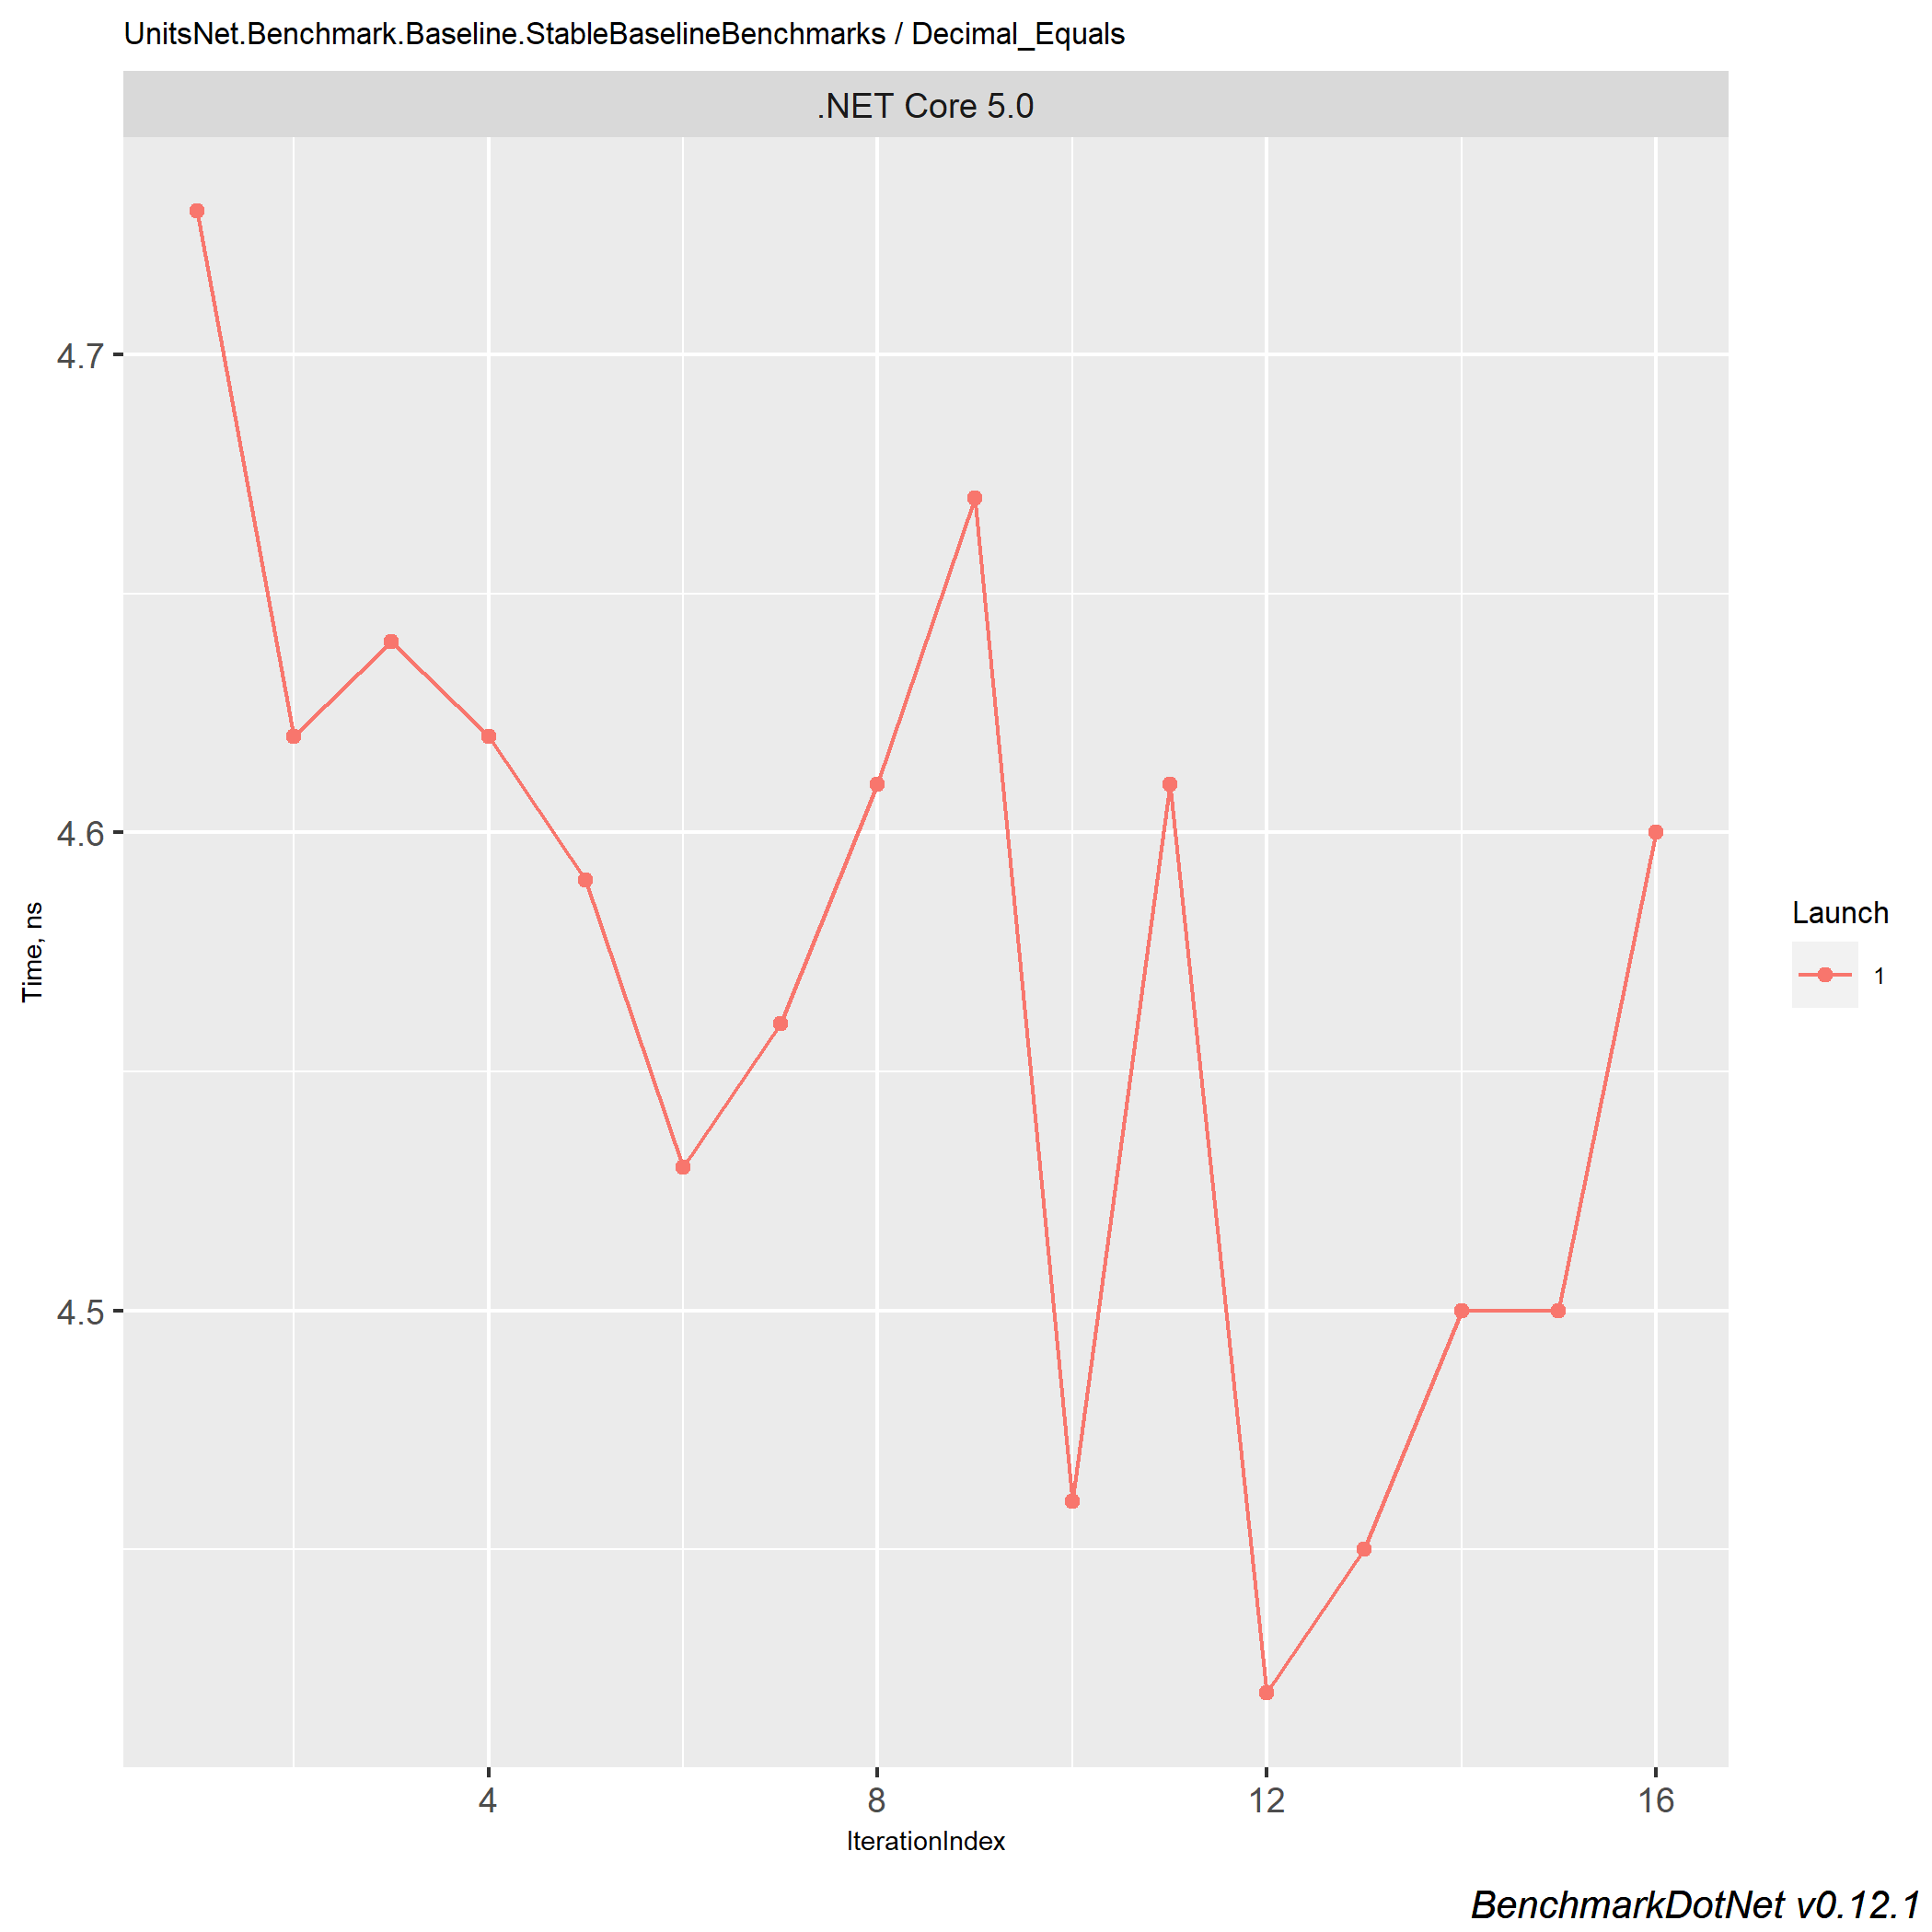 UnitsNet.Benchmark.Baseline.StableBaselineBenchmarks / Decimal_Equals
.NET Core 5.0
4.7
4.6
4.5
Time, ns
4 8 12 16
IterationIndex
Launch
1
BenchmarkDotNet v0.12.1